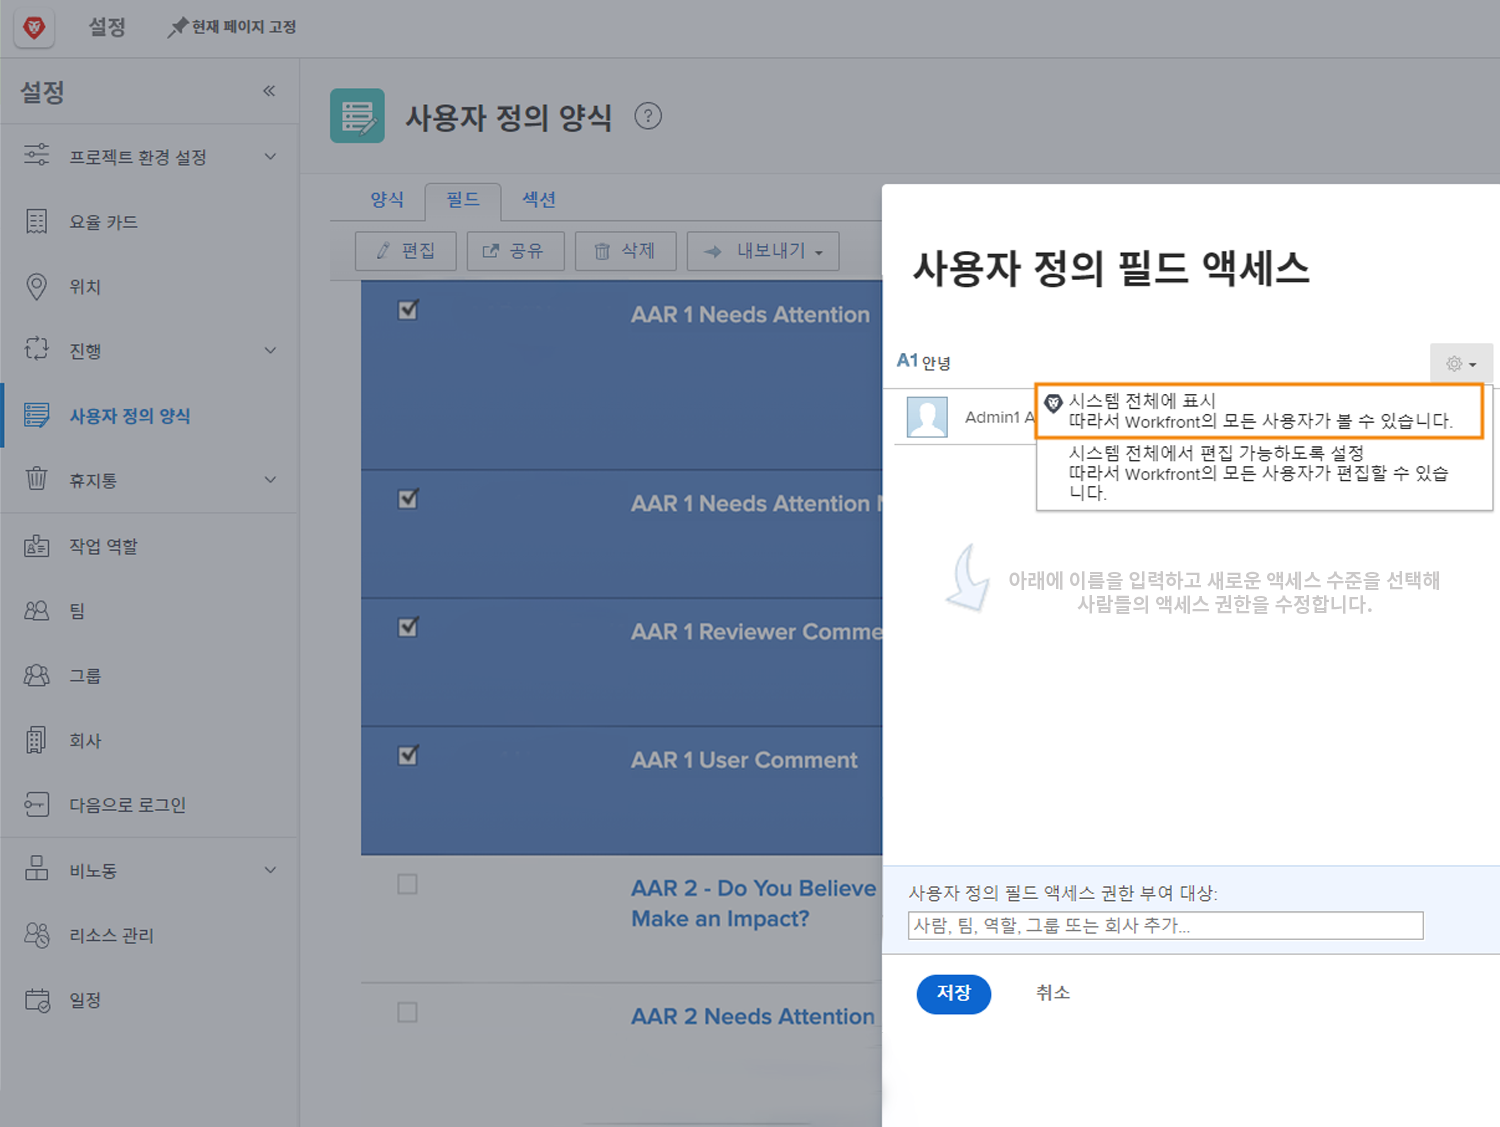 설정
현재 페이지 고정
설정
프로젝트 환경 설정
요율 카드
위치
진행
사용자 정의 양식
휴지통
작업 역할
팀
그룹
회사
다음으로 로그인
비노동
리소스 관리
일정
사용자 정의 양식
양식 필드 섹션
편집 공유 삭제 내보내기
AAR 1 Needs Attention
AAR 1 Needs Attention
AAR 1 Reviewer Comme
AAR 1 User Comment
AAR 2 - Do You Believe
Make an Impact?
AAR 2 Needs Attention
사용자 정의 필드 액세스
A1 안녕
Admin1 A
시스템 전체에 표시
따라서 Workfront의 모든 사용자가 볼 수 있습니다.
시스템 전체에서 편집 가능하도록 설정
따라서 Workfront의 모든 사용자가 편집할 수 있습
니다.
아래에 이름을 입력하고 새로운 액세스 수준을 선택해
사람들의 액세스 권한을 수정합니다.
사용자 정의 필드 액세스 권한 부여 대상:
사람, 팀, 역할, 그룹 또는 회사 추가...
저장 취소